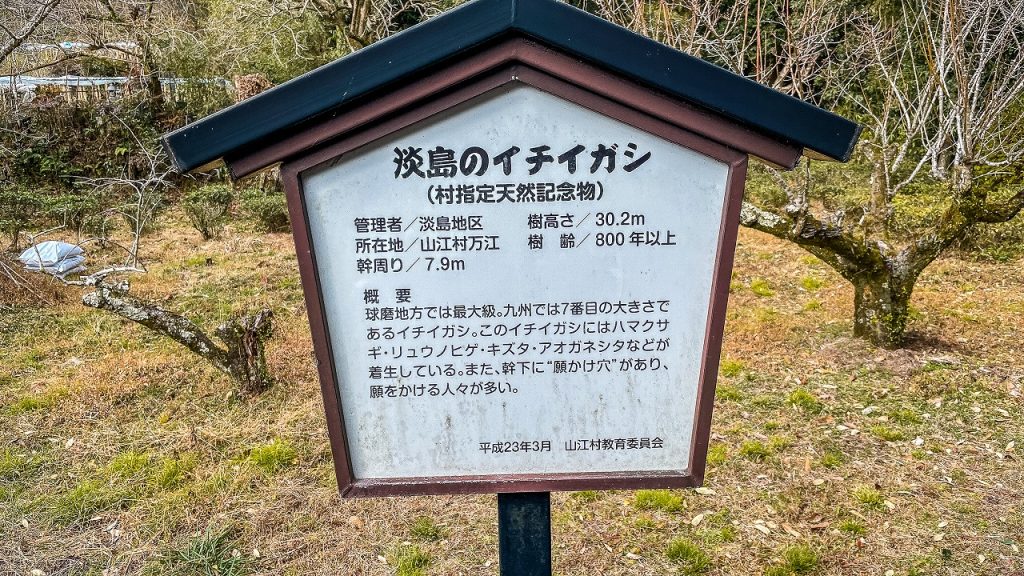 淡島のイチイガシ
(村指定天然記念物)
管理者／淡島地区　樹高さ／30.2m
所在地／山江村万江　樹　齢／800年以上
幹周り／7.9m
概　要
球磨地方では最大級。九州では7番目の大きさで
あるイチイガシ。このイチイガシにはハマクサ
ギ・リュウノヒゲ・キズタ・アオガネシタなどが
着生している。また、幹下に“願かけ穴”があり、
願をかける人々が多い。
平成23年3月　山江村教育委員会